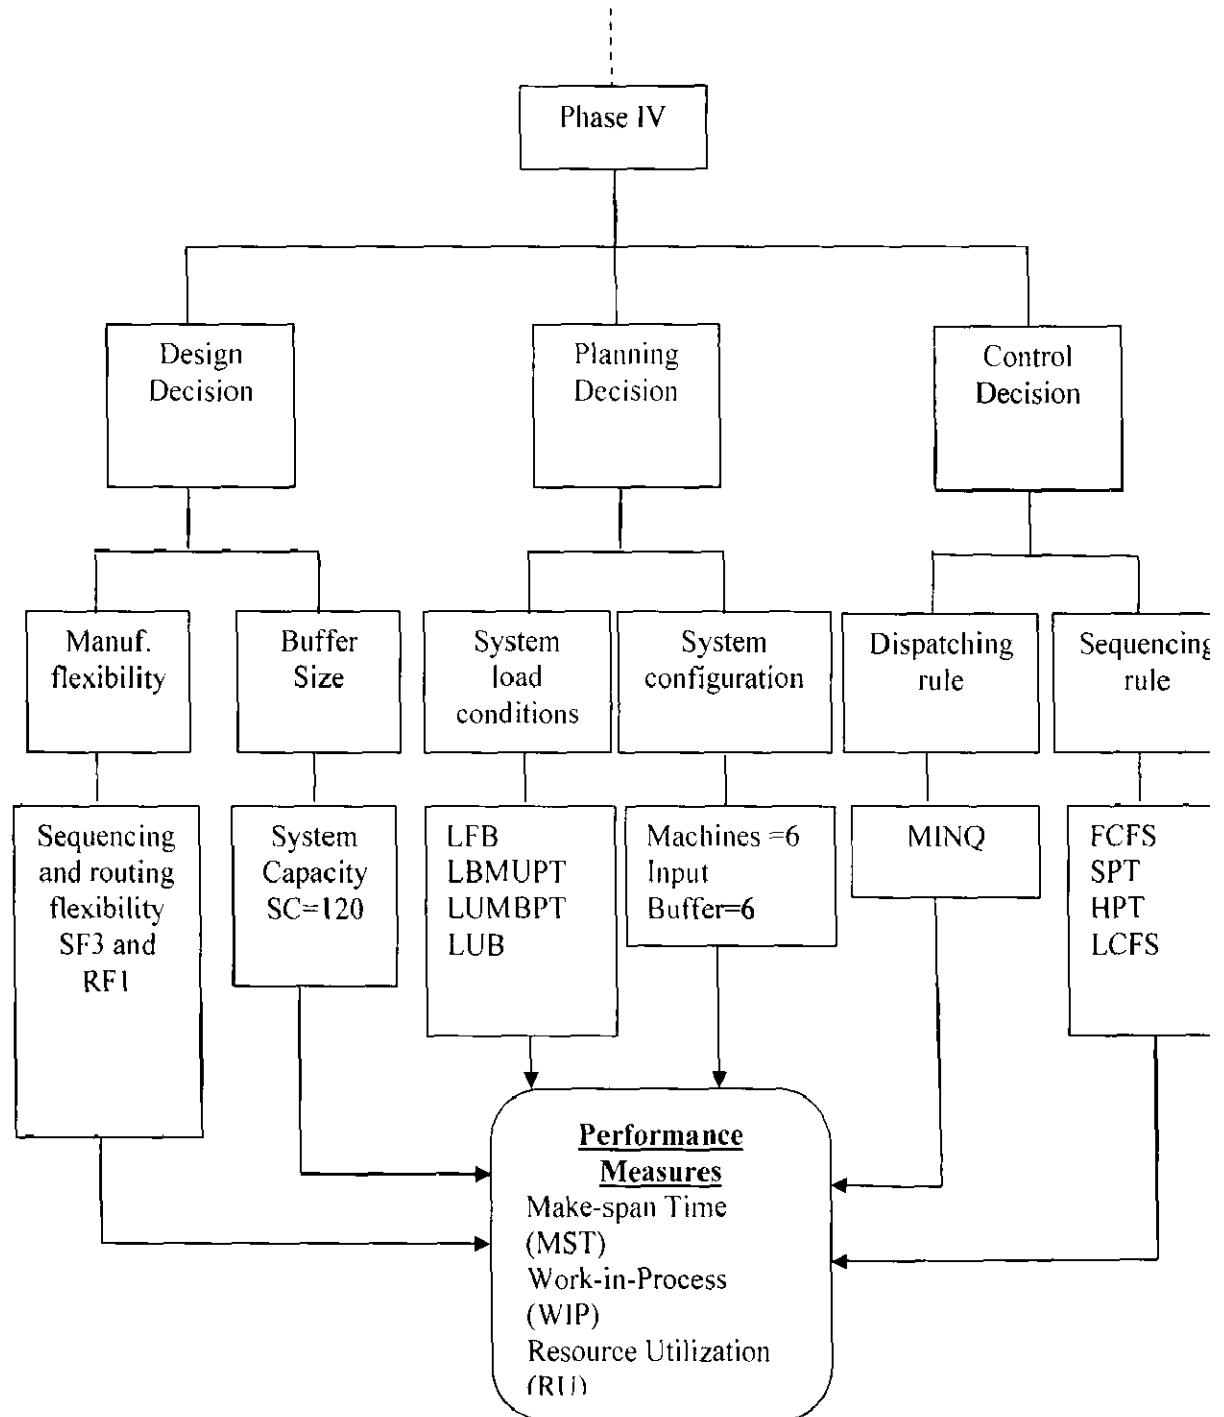 Phase IV
Design
Decision
Planning
Decision
Control
Decision
Manuf.
flexibility
Buffer
Size
System
load
conditions
System
configuration
Dispatching
rule
Sequencing
rule
Sequencing
and routing
flexibility
SF3 and
RF1
System
Capacity
SC=120
LFB
LBMUPT
LUMBPT
LUB
Machines =6
Input
Buffer=6
MINQ
FCFS
SPT
HPT
LCFS
Performance
Measures
Make-span Time
(MST)
Work-in-Process
(WIP)
Resource Utilization
(RU)